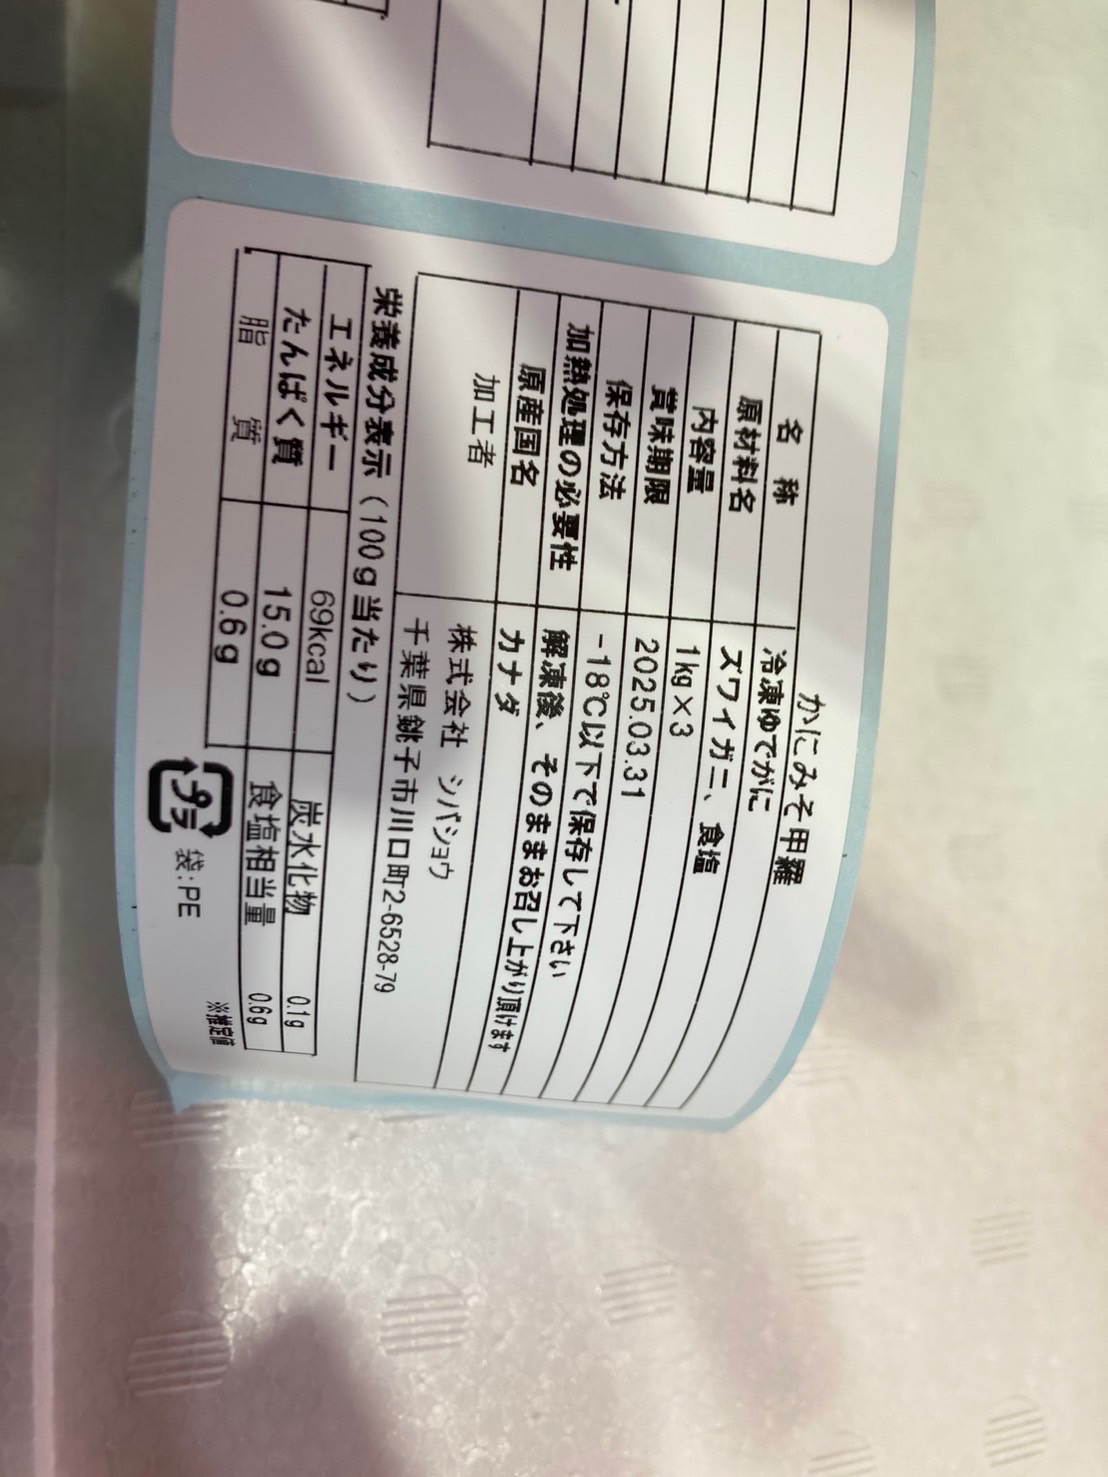 かにみそ甲羅
名 称 冷凍ゆでがに
原材料名 ズワイガニ、食塩
内容量 1kg×3
賞味期限 2025.03.31
保存方法 -18℃以下で保存して下さい
加熱処理の必要性 解凍後、そのままお召し上がり頂けます
原産国名 カナダ
加工者 株式会社 シバショウ
千葉県銚子市川口町2-6528-79
栄養成分表示(100g当たり)
エネルギー 69kcal 炭水化物 0.1g
たんぱく質 15.0g 食塩相当量 0.6g
脂 質 0.6g
※推定値
プラ 袋:PE